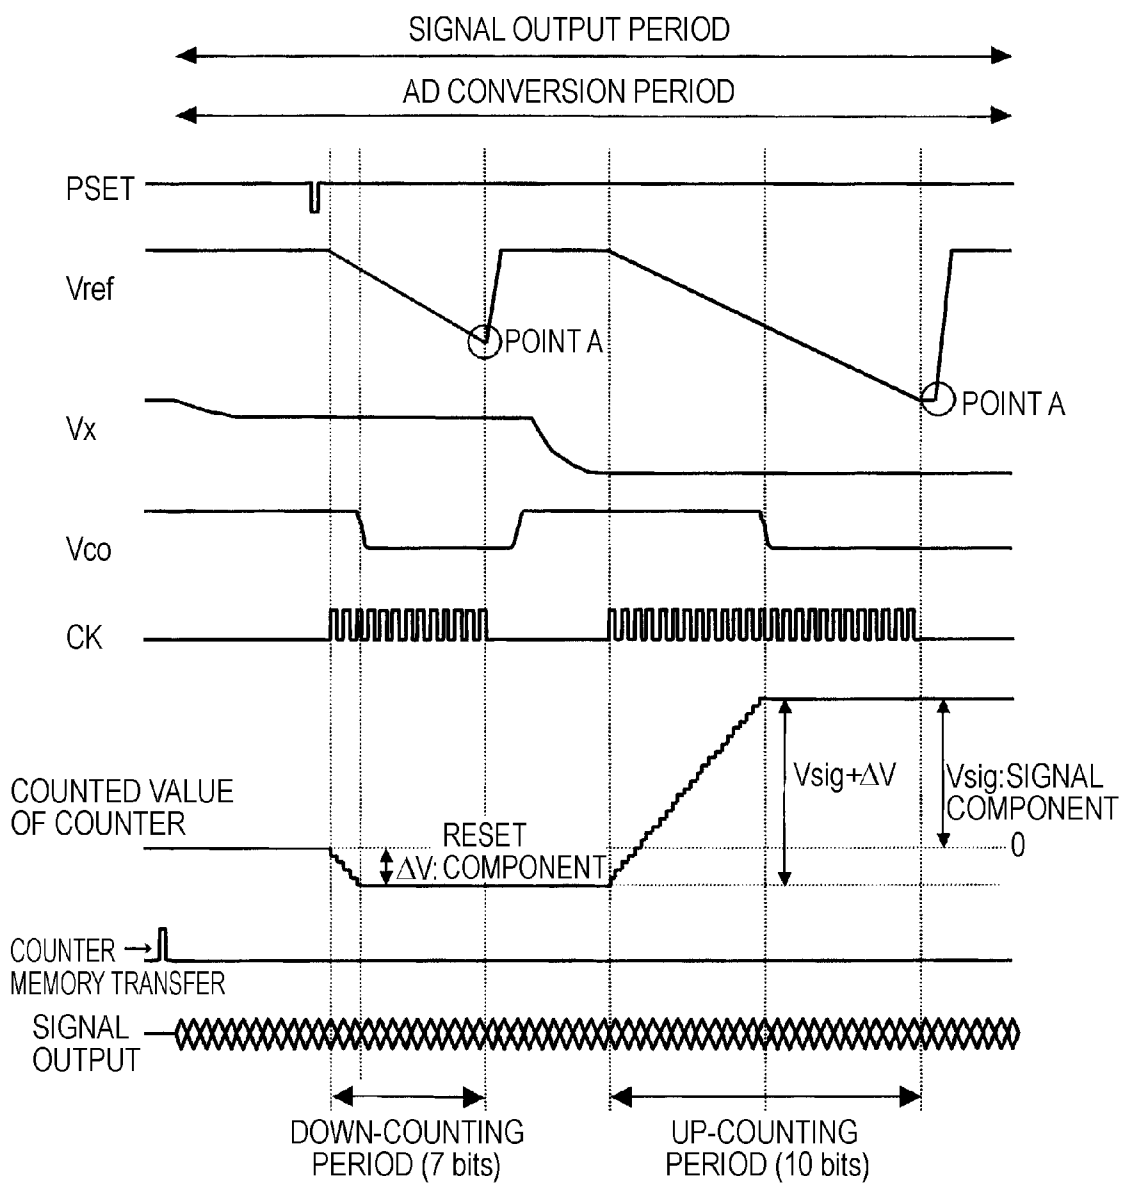 SIGNAL OUTPUT PERIOD
AD CONVERSION PERIOD
PSET
Vref
POINT A
POINT A
Vx
Vco
CK
COUNTED VALUE
OF COUNTER
RESET
ΔV: COMPONENT
Vsig+ΔV
Vsig:SIGNAL
COMPONENT
0
COUNTER
MEMORY TRANSFER
SIGNAL
OUTPUT
DOWN-COUNTING
PERIOD (7 bits)
UP-COUNTING
PERIOD (10 bits)